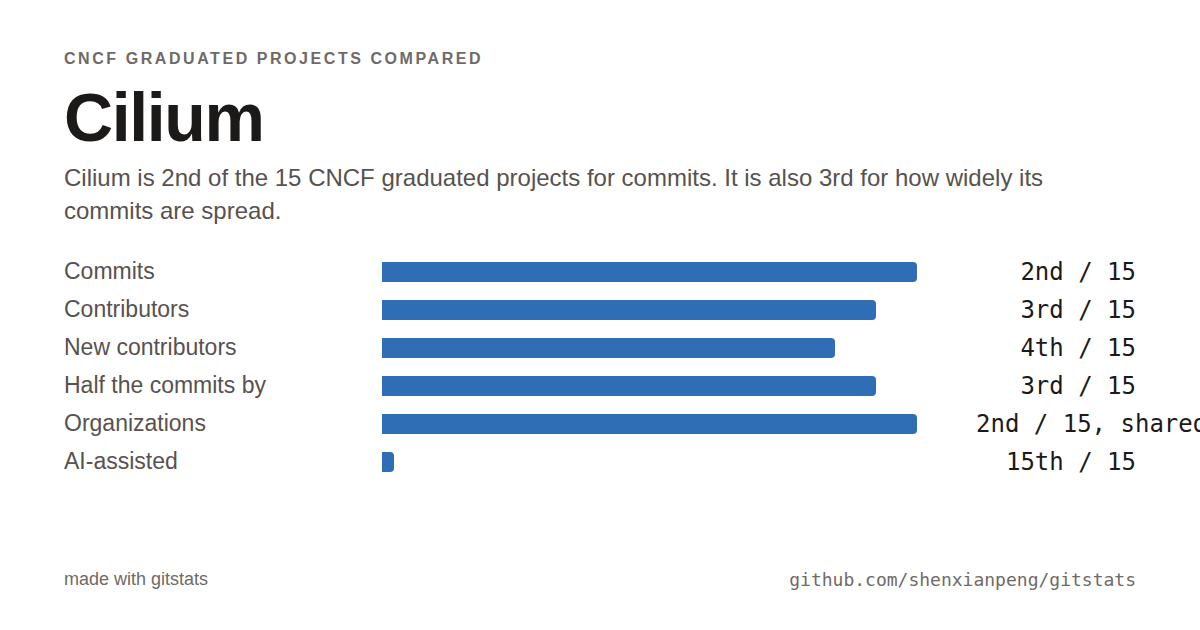 CNCF GRADUATED PROJECTS COMPARED
Cilium
Cilium is 2nd of the 15 CNCF graduated projects for commits. It is also 3rd for how widely its
commits are spread.
Commits 2nd / 15
Contributors 3rd / 15
New contributors 4th / 15
Half the commits by 3rd / 15
Organizations 2nd / 15, shared
AI-assisted 15th / 15
made with gitstats github.com/shenxianpeng/gitstats